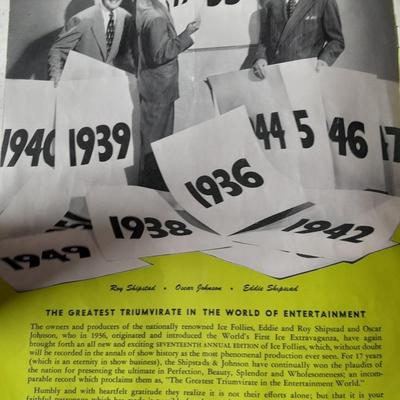 1940
1939
44
5
46
1936
1938
1942
1949
Roy Shipstad • Oscar Johnson • Eddie Shipstad
THE GREATEST TRIUMVIRATE IN THE WORLD OF ENTERTAINMENT
The owners and producers of the nationally renowned Ice Follies, Eddie and Roy Shipstad and Oscar
Johnson, who in 1936, originated and introduced the World's First Ice Extravaganza, have again
brought forth an all new and exciting SEVENTEENTH ANNUAL EDITION of Ice Follies, which, without doubt
will be recorded in the annals of show history as the most phenomenal production ever seen. For 17 years
(which is an eternity in show business), the Shipstads & Johnson have continually won the plaudits of
the nation for presenting the ultimate in Perfection, Beauty, Splendor and Wholesomeness; an incom-
parable record which proclaims them as, "The Greatest Triumvirate in the Entertainment World."
Humbly and with heartfelt gratitude they realize it is not their efforts alone; but that it is your